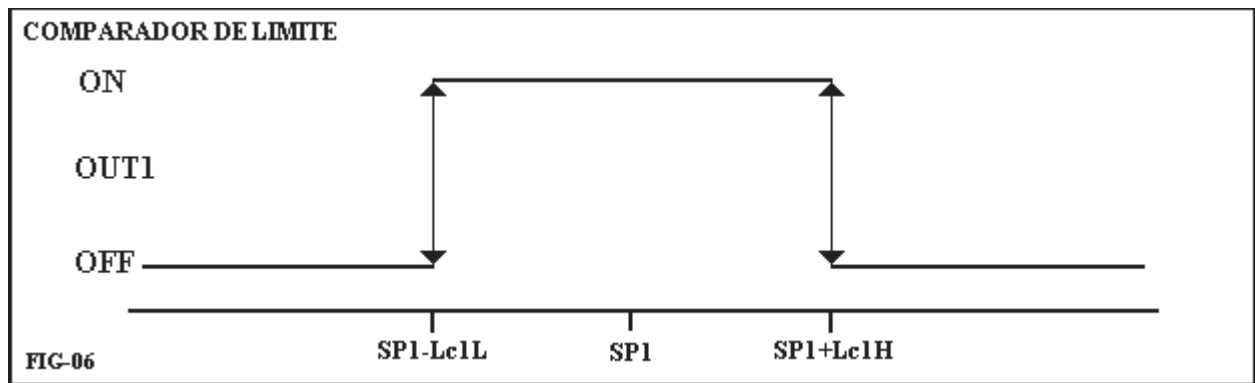 COMPARADOR DE LIMITE
ON
OUT1
OFF
SP1-Lc1L SP1 SP1+Lc1H
FIG-06